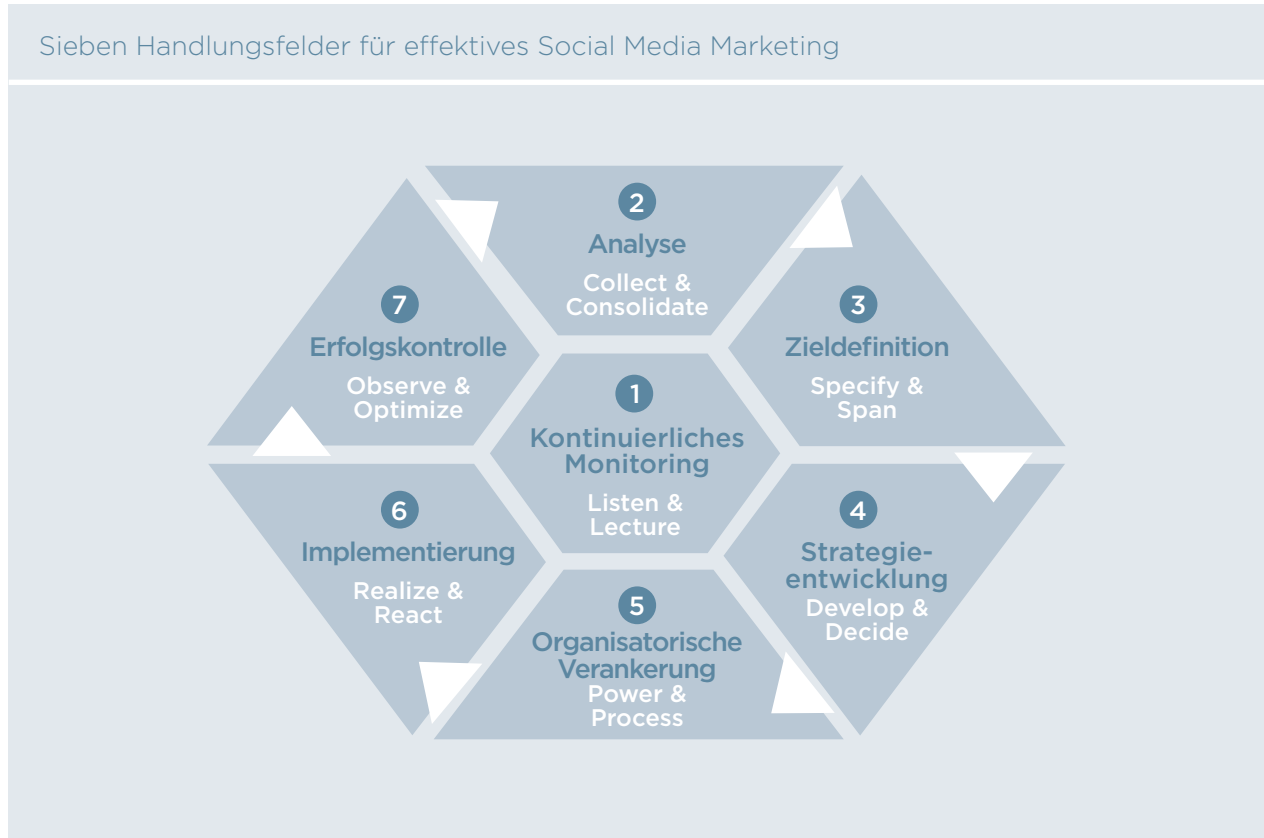 Sieben Handlungsfelder für effektives Social Media Marketing
1
Kontinuierliches
Monitoring
Listen &
Lecture
2
Analyse
Collect &
Consolidate
3
Zieldefinition
Specify &
Span
4
Strategie-
entwicklung
Develop &
Decide
5
Organisatorische
Verankerung
Power &
Process
6
Implementierung
Realize &
React
7
Erfolgskontrolle
Observe &
Optimize